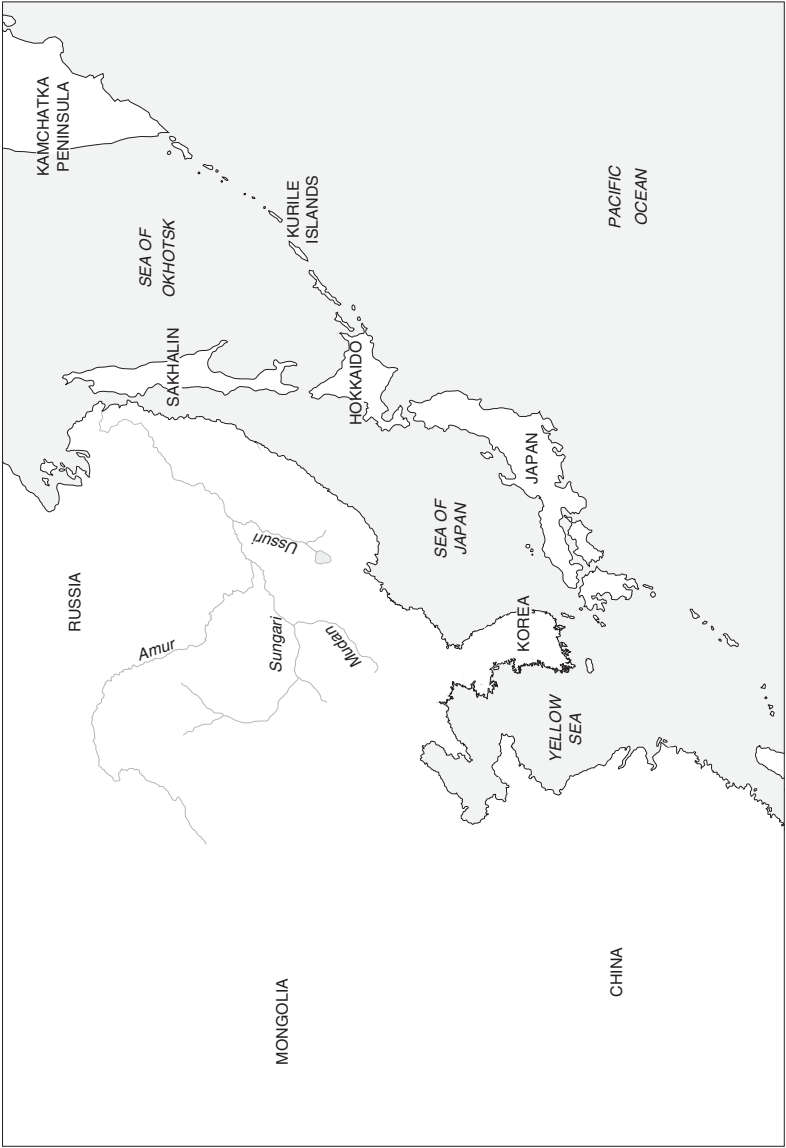 KAMCHATKA
PENINSULA
RUSSIA
SEA OF
OKHOTSK
Amur
SAKHALIN
MONGOLIA
Sungari
Ussuri
KURILE
ISLANDS
Mudan
HOKKAIDO
SEA OF
JAPAN
KOREA
JAPAN
YELLOW
SEA
CHINA
PACIFIC
OCEAN